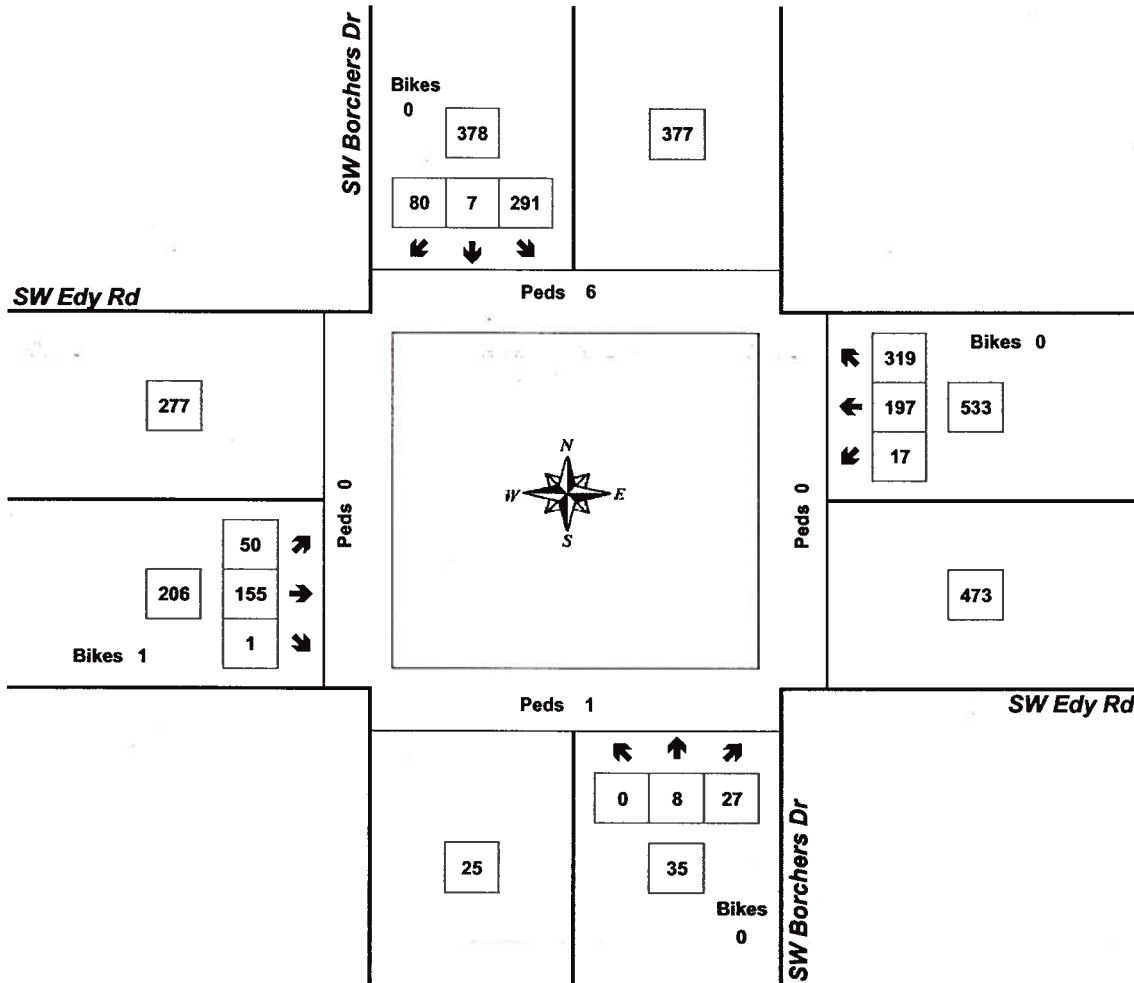 SW Borchers Dr
Bikes
0
378
377
80 7 291
Peds 6
SW Edy Rd
Bikes 0
319
277
197 533
17
N
W E
S
Peds 0
Peds 0
50
206 155
473
1
Bikes 1
Peds 1
SW Edy Rd
0 8 27
25
35
Bikes
0
SW Borchers Dr